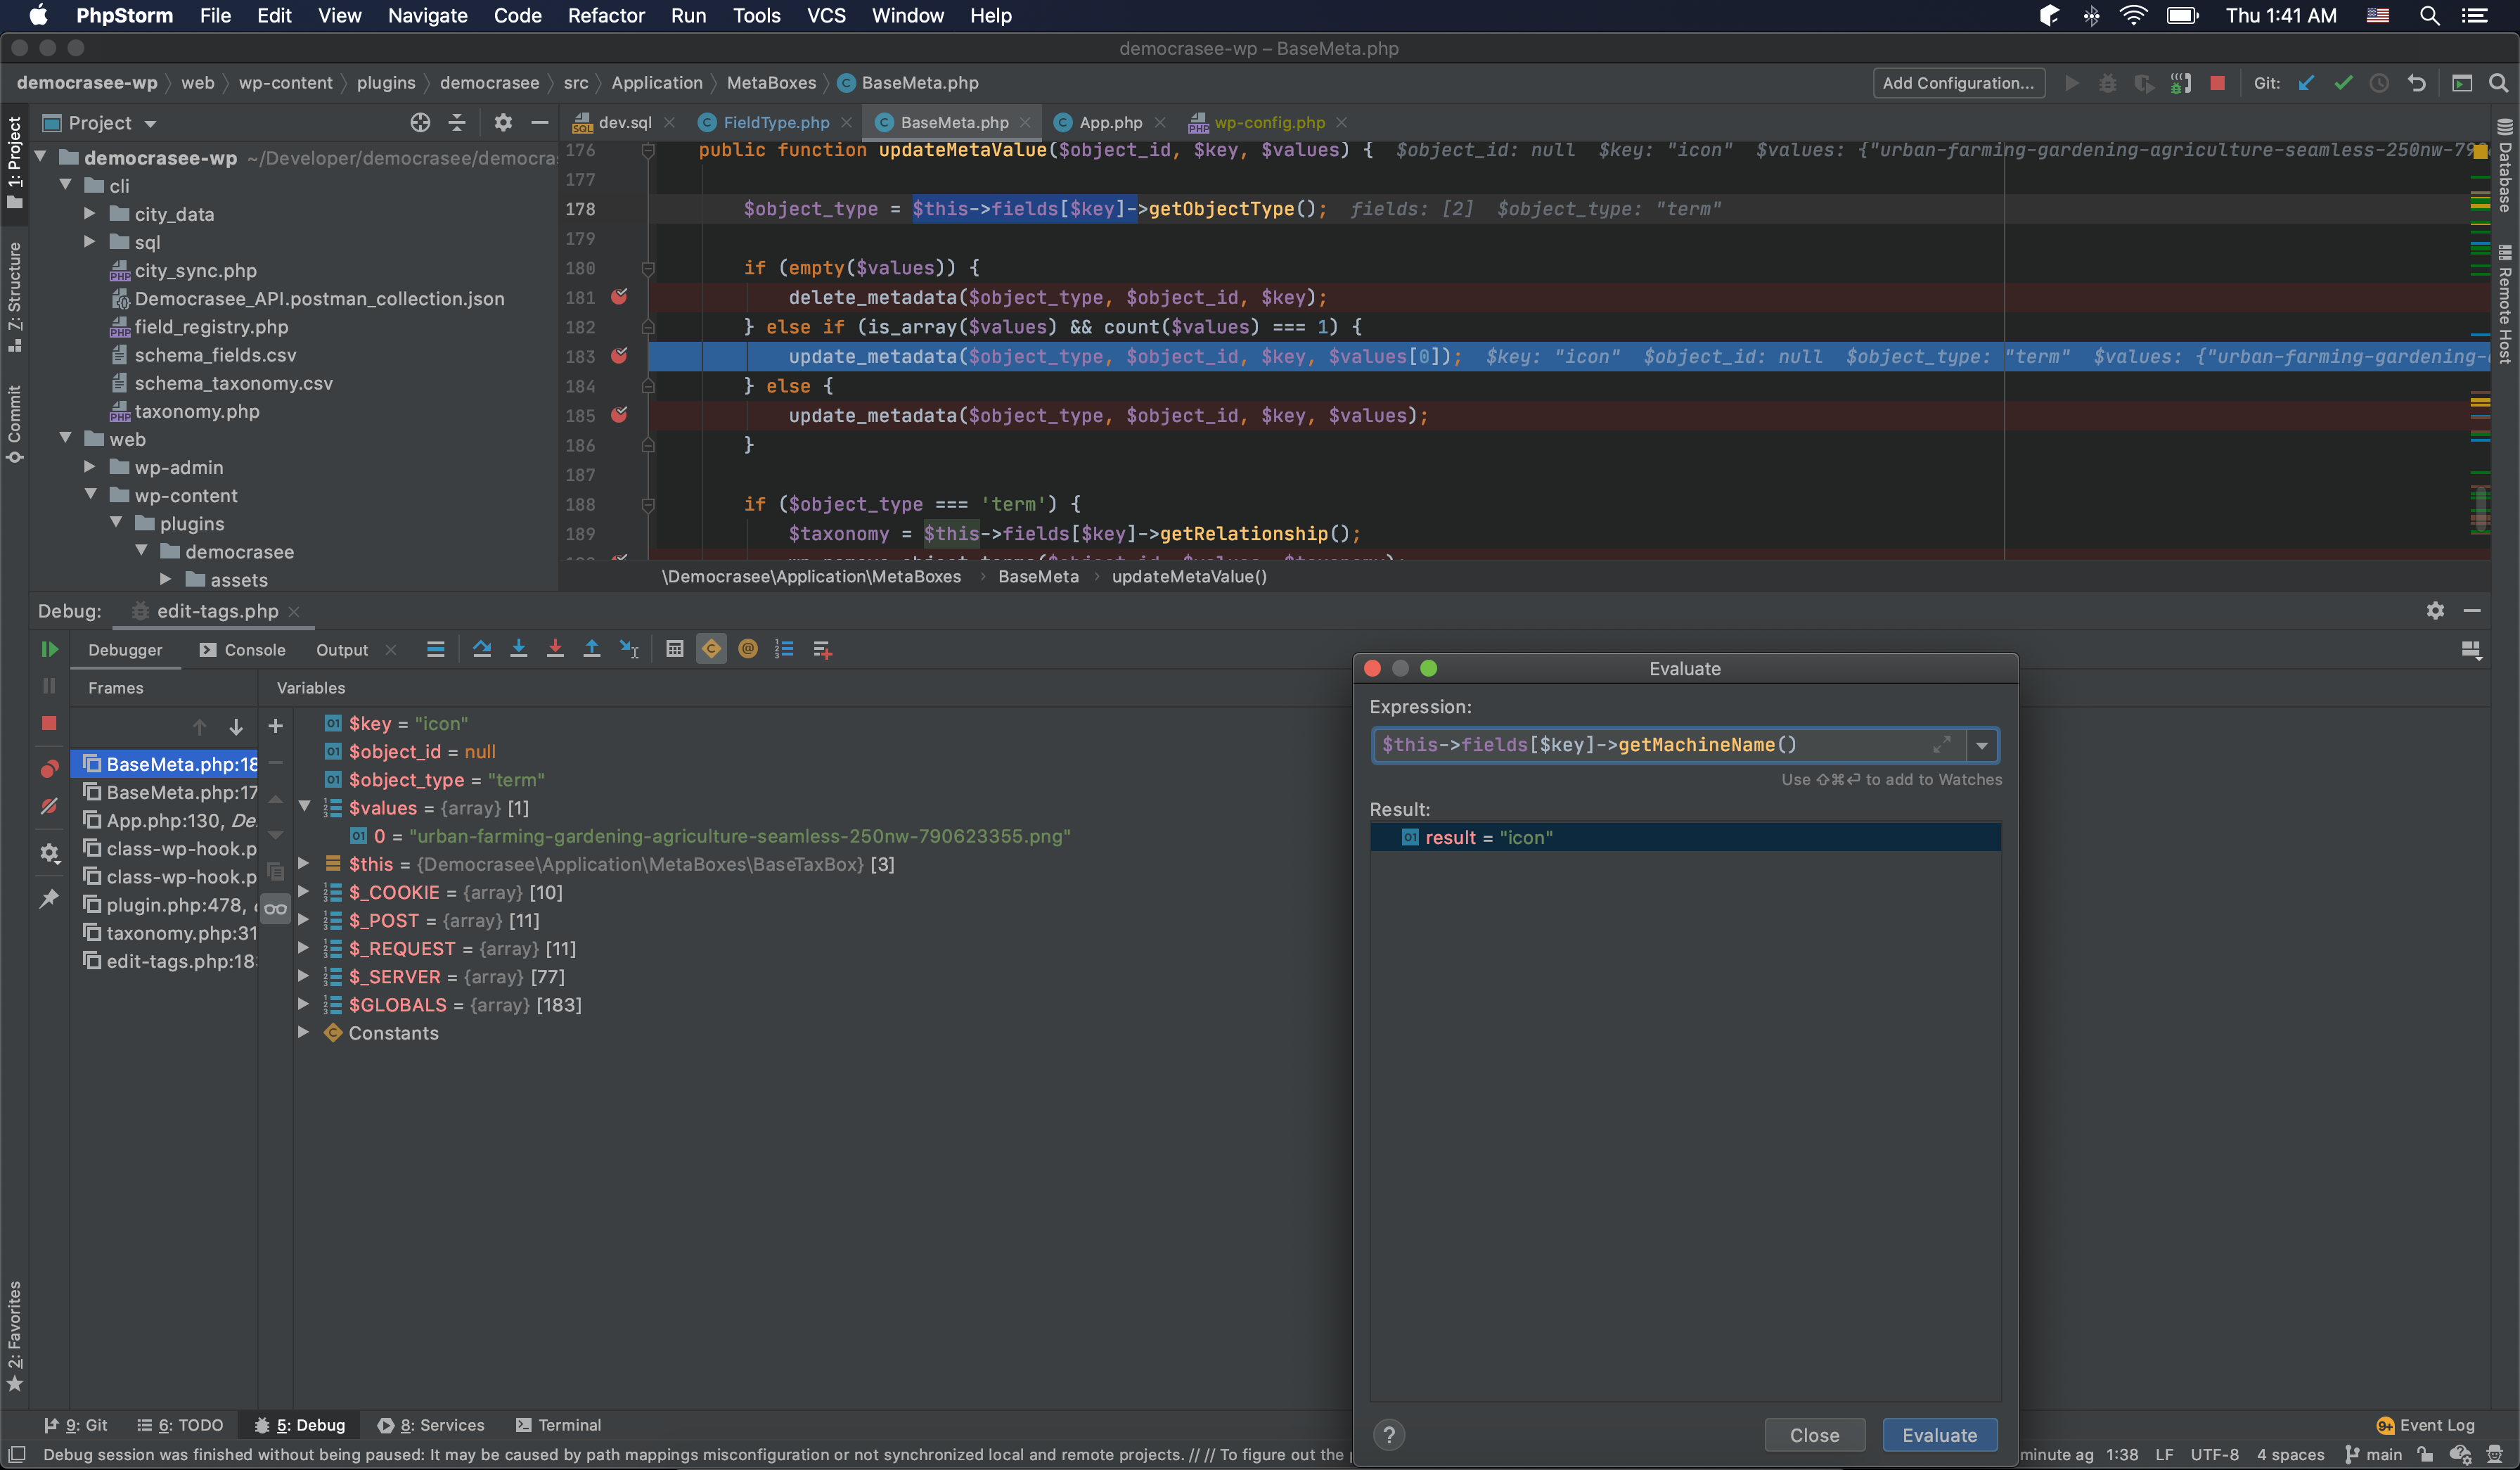 PhpStorm File Edit View Navigate Code Refactor Run Tools VCS Window Help Thu 1:41 AM
democrasee-wp – BaseMeta.php
democrasee-wp web wp-content plugins democrasee src Application MetaBoxes BaseMeta.php Add Configuration... Git:
Project dev.sql FieldType.php BaseMeta.php App.php wp-config.php
1: Project
7: Structure
Commit
2: Favorites
Database
Remote Host
democrasee-wp ~/Developer/democrasee/democra
cli
city_data
sql
city_sync.php
Democrasee_API.postman_collection.json
field_registry.php
schema_fields.csv
schema_taxonomy.csv
taxonomy.php
web
wp-admin
wp-content
plugins
democrasee
assets
176 public function updateMetaValue($object_id, $key, $values) { $object_id: null $key: "icon" $values: {"urban-farming-gardening-agriculture-seamless-250nw-79
177
178 $object_type = $this->fields[$key]->getObjectType(); fields: [2] $object_type: "term"
179
180 if (empty($values)) {
181 delete_metadata($object_type, $object_id, $key);
182 } else if (is_array($values) && count($values) === 1) {
183 update_metadata($object_type, $object_id, $key, $values[0]); $key: "icon" $object_id: null $object_type: "term" $values: {"urban-farming-gardening-
184 } else {
185 update_metadata($object_type, $object_id, $key, $values);
186 }
187
188 if ($object_type === 'term') {
189 $taxonomy = $this->fields[$key]->getRelationship();
\Democrasee\Application\MetaBoxes BaseMeta updateMetaValue()
Debug: edit-tags.php
Debugger Console Output
Frames Variables
BaseMeta.php:18
BaseMeta.php:17
App.php:130, De
class-wp-hook.p
class-wp-hook.p
plugin.php:478,
taxonomy.php:31
edit-tags.php:18
$key = "icon"
$object_id = null
$object_type = "term"
$values = {array} [1]
0 = "urban-farming-gardening-agriculture-seamless-250nw-790623355.png"
$this = {Democrasee\Application\MetaBoxes\BaseTaxBox} [3]
$_COOKIE = {array} [10]
$_POST = {array} [11]
$_REQUEST = {array} [11]
$_SERVER = {array} [77]
$GLOBALS = {array} [183]
Constants
Evaluate
Expression:
$this->fields[$key]->getMachineName()
Use ⇧⌘↩ to add to Watches
Result:
result = "icon"
? Close Evaluate
9: Git 6: TODO 5: Debug 8: Services Terminal 9+ Event Log
Debug session was finished without being paused: It may be caused by path mappings misconfiguration or not synchronized local and remote projects. // // To figure out the minute ag 1:38 LF UTF-8 4 spaces main